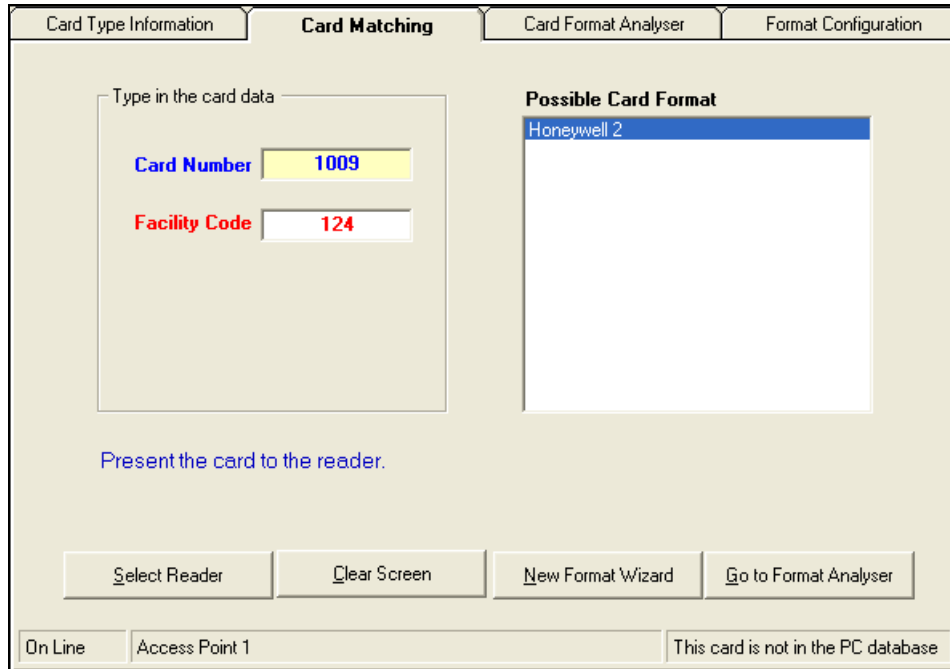 Card Type Information
Card Matching
Card Format Analyser
Format Configuration
Type in the card data
Card Number
1009
Facility Code
124
Possible Card Format
Honeywell 2
Present the card to the reader.
Select Reader
Clear Screen
New Format Wizard
Go to Format Analyser
On Line
Access Point 1
This card is not in the PC database